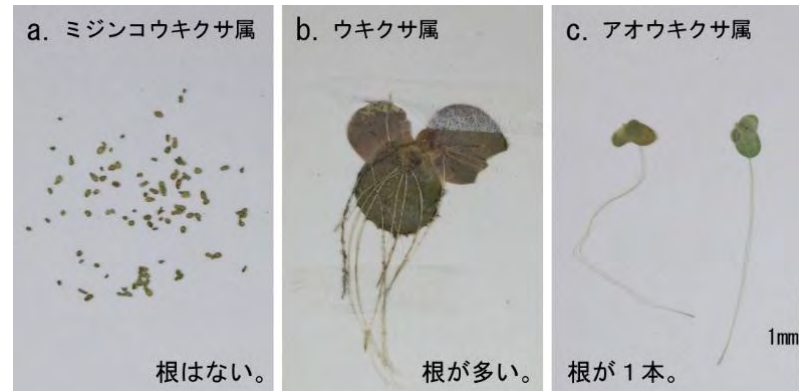 a. ミジンコウキクサ属
根はない。
b. ウキクサ属
根が多い。
c. アオウキクサ属
1mm
根が１本。